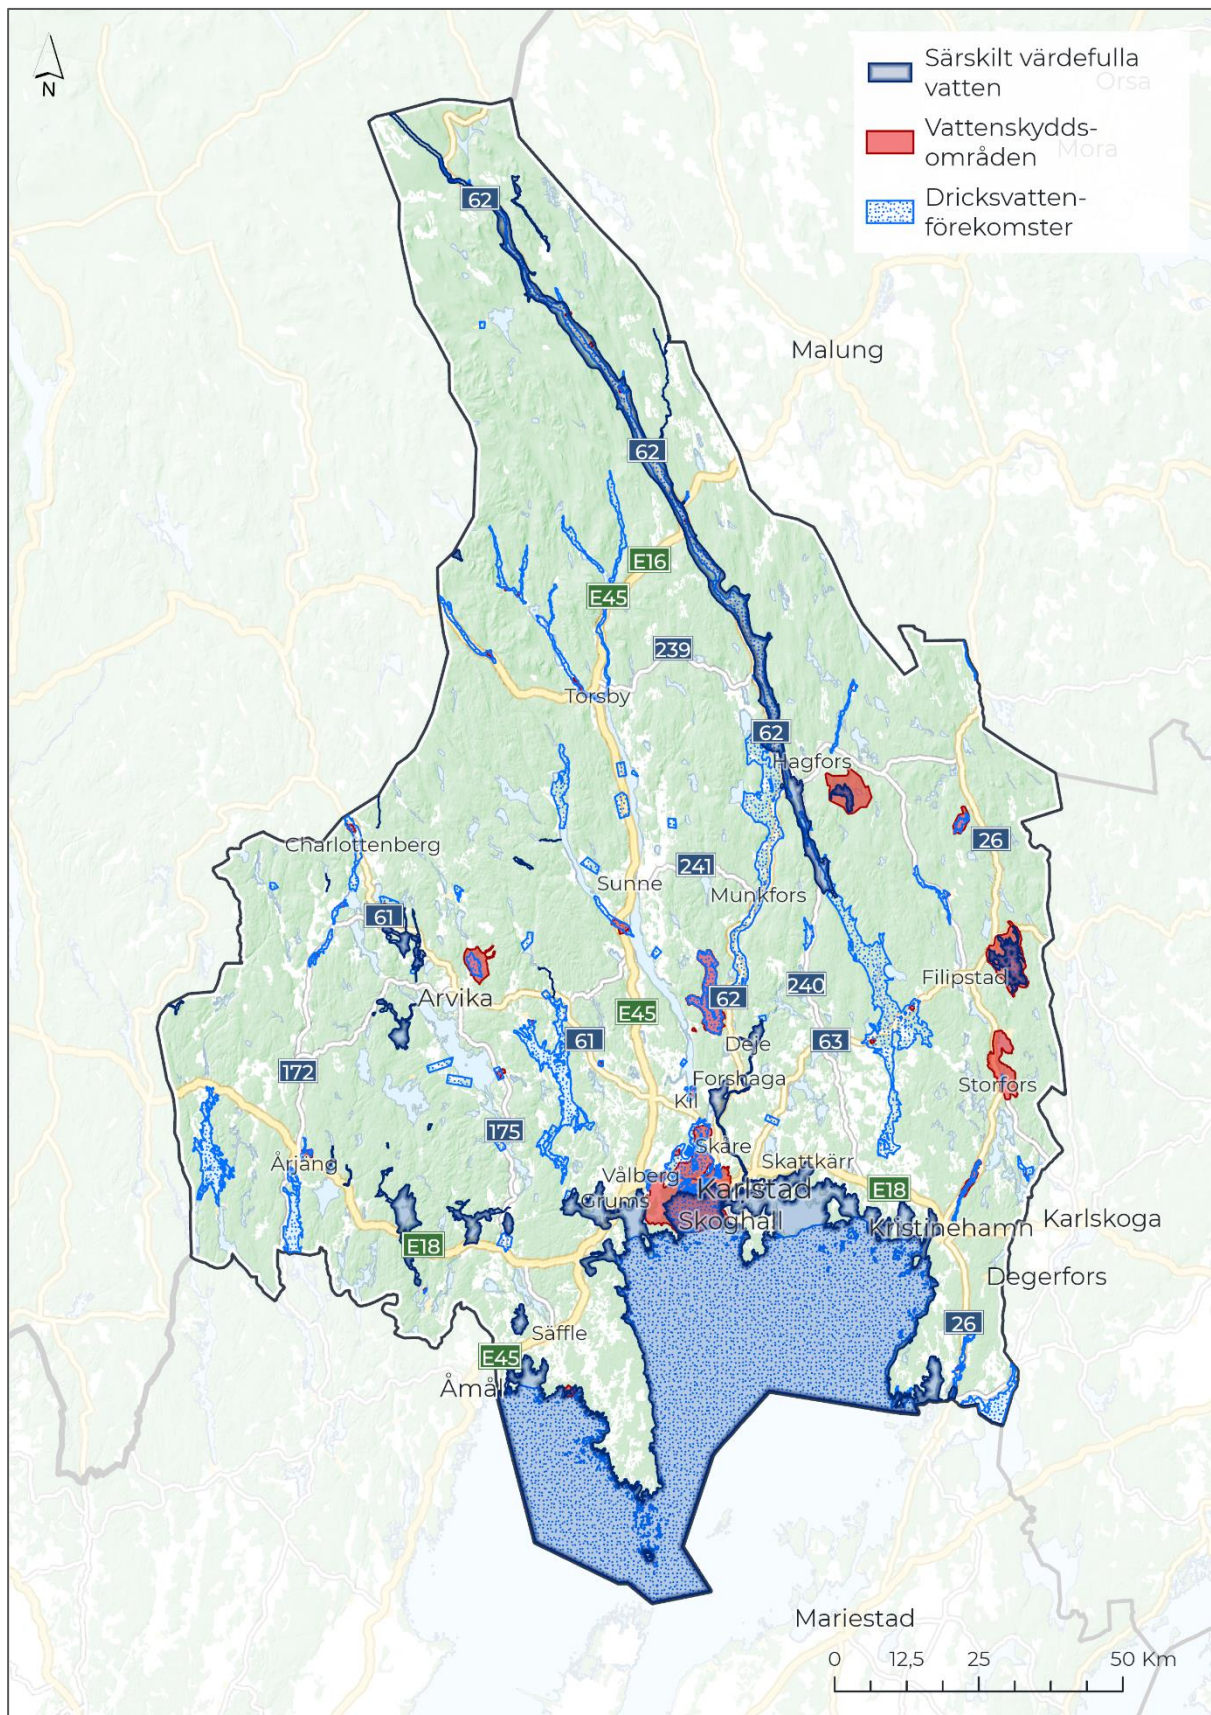 N
Särskilt värdefulla
vatten
Orsa
Vattenskydds-
områden
Mora
Dricksvatten-
förekomster
62
Malung
62
E16
E45
239
Torsby
62
Hagfors
Charlottenberg
26
241
Sunne
Munkfors
61
Filipstad
Arvika
240
62
E45
61
Deje
63
172
Forshaga
Storfors
Kil
175
Skåre
Årjäng
Skattkärr
Vålberg
Karlstad
E18
Grums
Skoghall
Kristinehamn
Karlskoga
E18
Degerfors
26
Säffle
E45
Åmål
Mariestad
0 12,5 25 50 Km